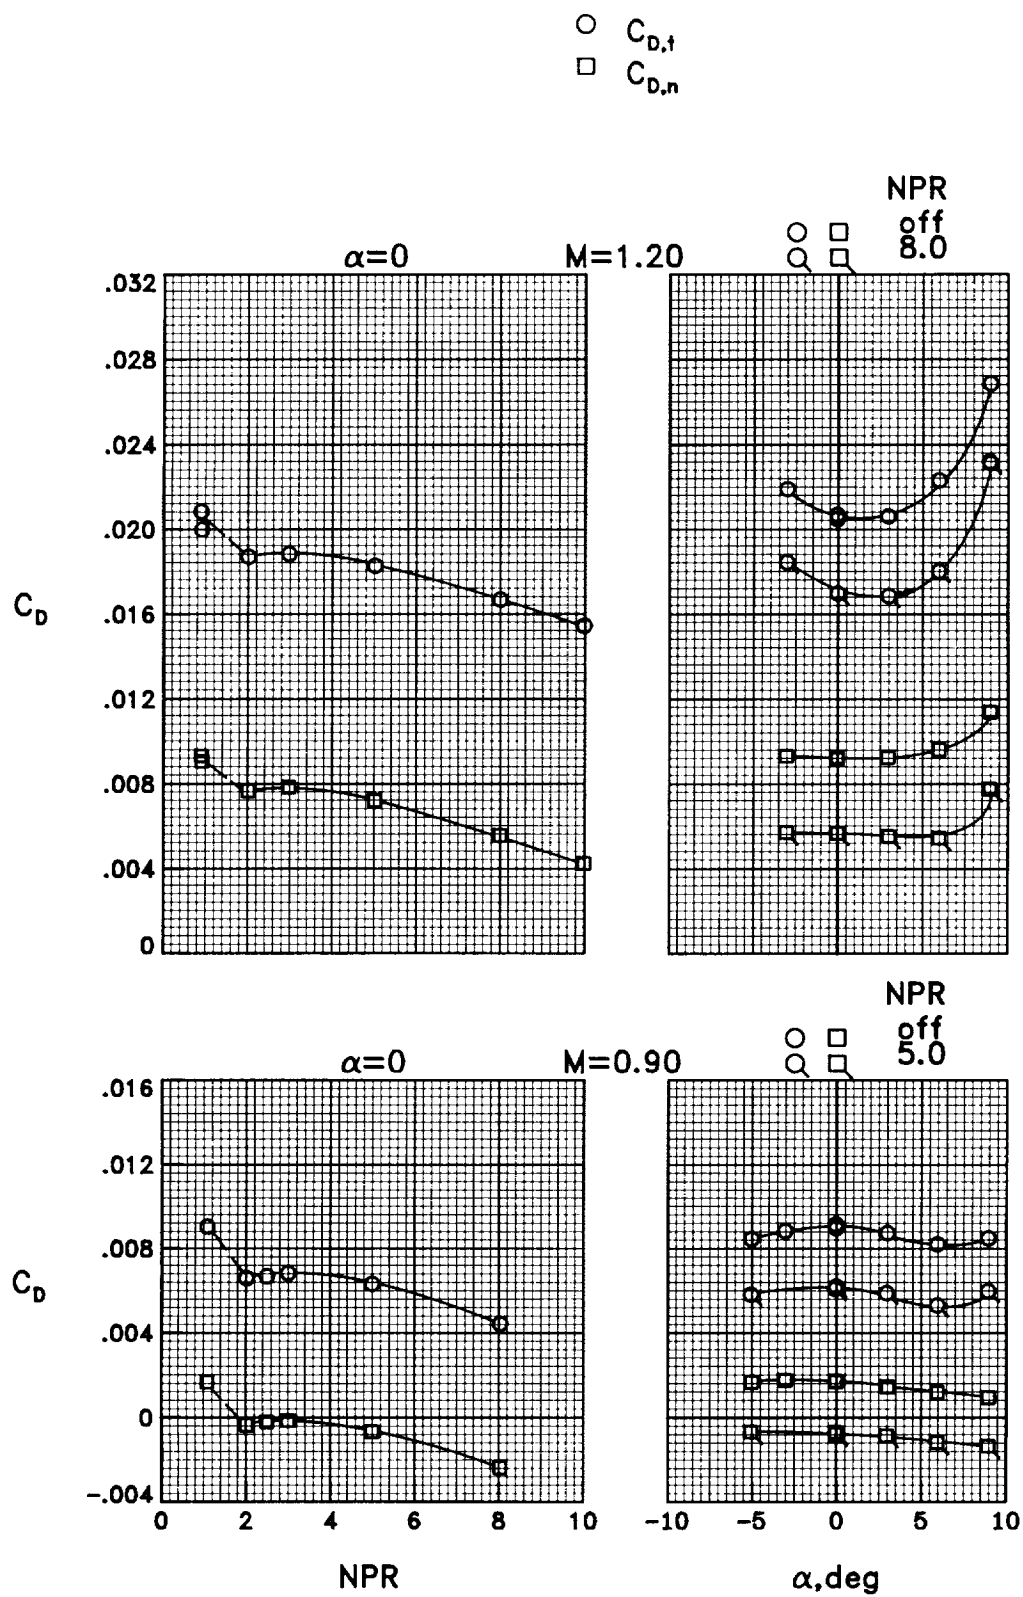 C_D,t
C_D,n
NPR
off
8.0
α=0 M=1.20
.032
.028
.024
.020
.016
.012
.008
.004
0
C_D
NPR
off
5.0
α=0 M=0.90
.016
.012
.008
.004
0
-.004
C_D
0 2 4 6 8 10
-10 -5 0 5 10
NPR
α,deg